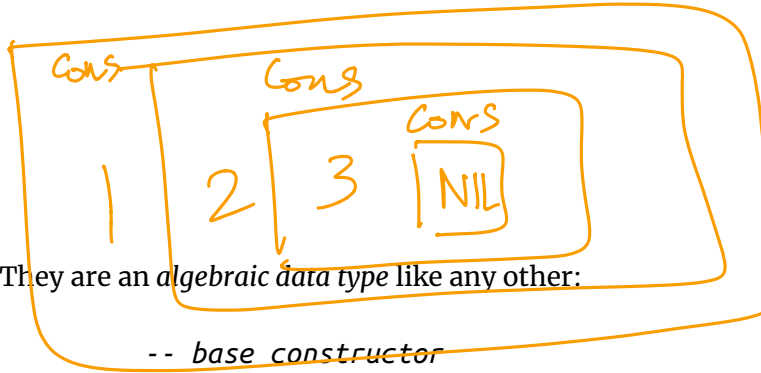 Cons
Cons
Cons
1 2 3 NIL
They are an algebraic data type like any other:
-- base constructor